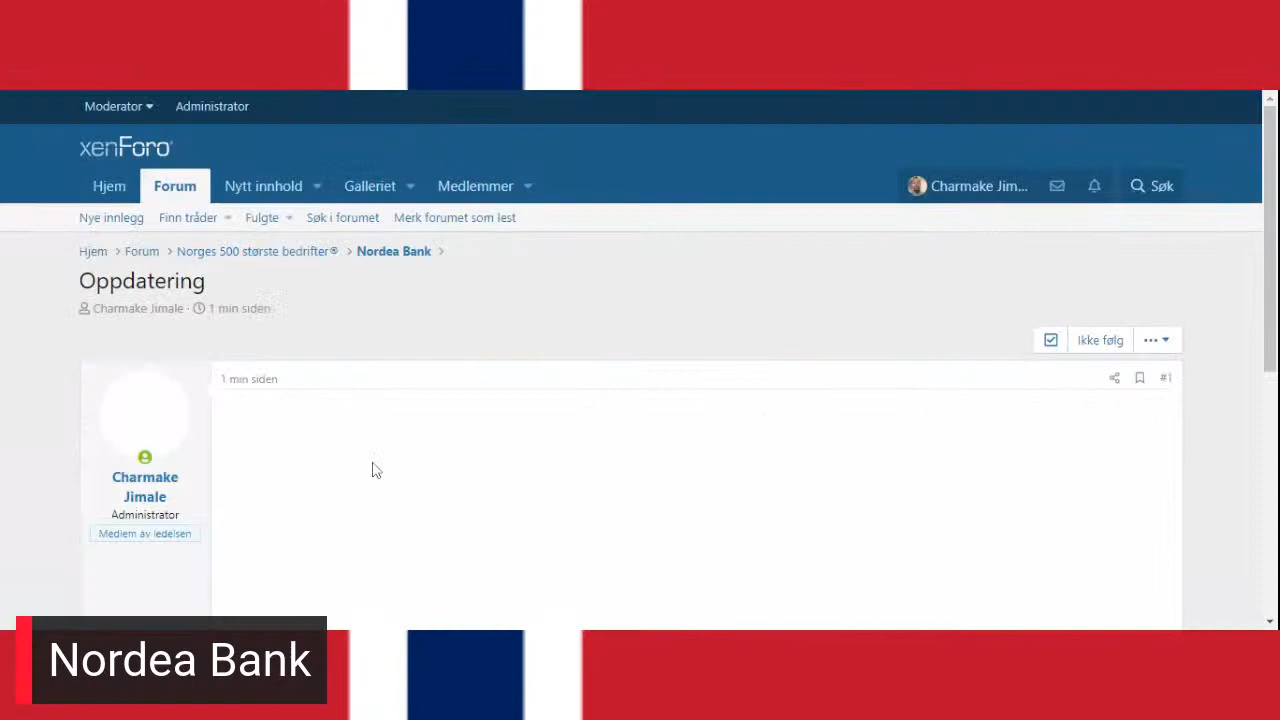 Moderator Administrator
xenForo
Hjem Forum Nytt innhold Galleriet Medlemmer Charmake Jim... Søk
Nye innlegg Finn tråder Fulgte Søk i forumet Merk forumet som lest
Hjem Forum Norges 500 største bedrifter® Nordea Bank
Oppdatering
Charmake Jimale · 1 min siden
Ikke følg •••
1 min siden #1
Charmake
Jimale
Administrator
Medlem av ledelsen
Nordea Bank